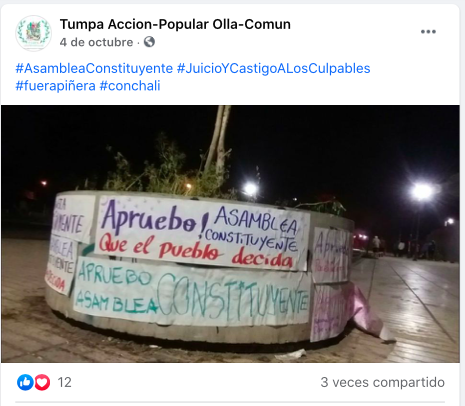 Tumpa Accion-Popular Olla-Comun
4 de octubre ·
#AsambleaConstituyente #JuicioYCastigoALosCulpables
#fuerapiñera #conchali
Apruebo! ASAMBLEA
CONSTITUYENTE
Que el pueblo decida
APRUEBO
ASAMBLEA CONSTITUYENTE
12
3 veces compartido